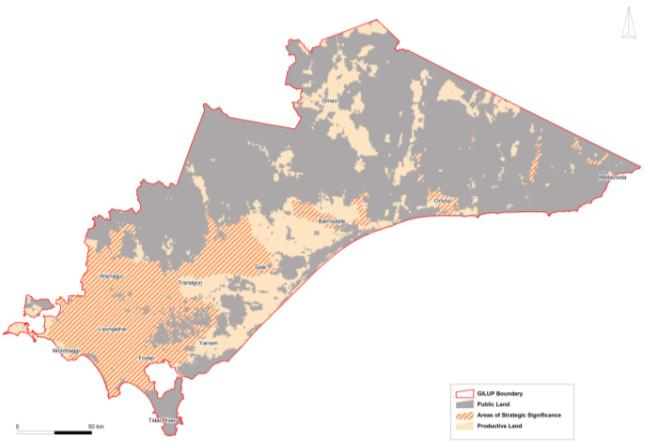 Omeo
Mallacoota
Orbost
Bairnsdale
Sale
Warragul
Traralgon
Leongatha
Yarram
Wonthaggi
Foster
Tidal River
0 50 km
GILUP Boundary
Public Land
Areas of Strategic Significance
Productive Land